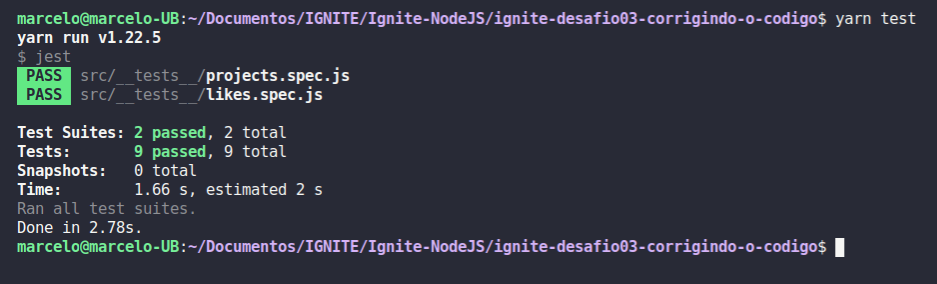 marcelo@marcelo-UB:~/Documentos/IGNITE/Ignite-NodeJS/ignite-desafio03-corrigindo-o-codigo$ yarn test
yarn run v1.22.5
$ jest
PASS src/__tests__/projects.spec.js
PASS src/__tests__/likes.spec.js
Test Suites: 2 passed, 2 total
Tests: 9 passed, 9 total
Snapshots: 0 total
Time: 1.66 s, estimated 2 s
Ran all test suites.
Done in 2.78s.
marcelo@marcelo-UB:~/Documentos/IGNITE/Ignite-NodeJS/ignite-desafio03-corrigindo-o-codigo$